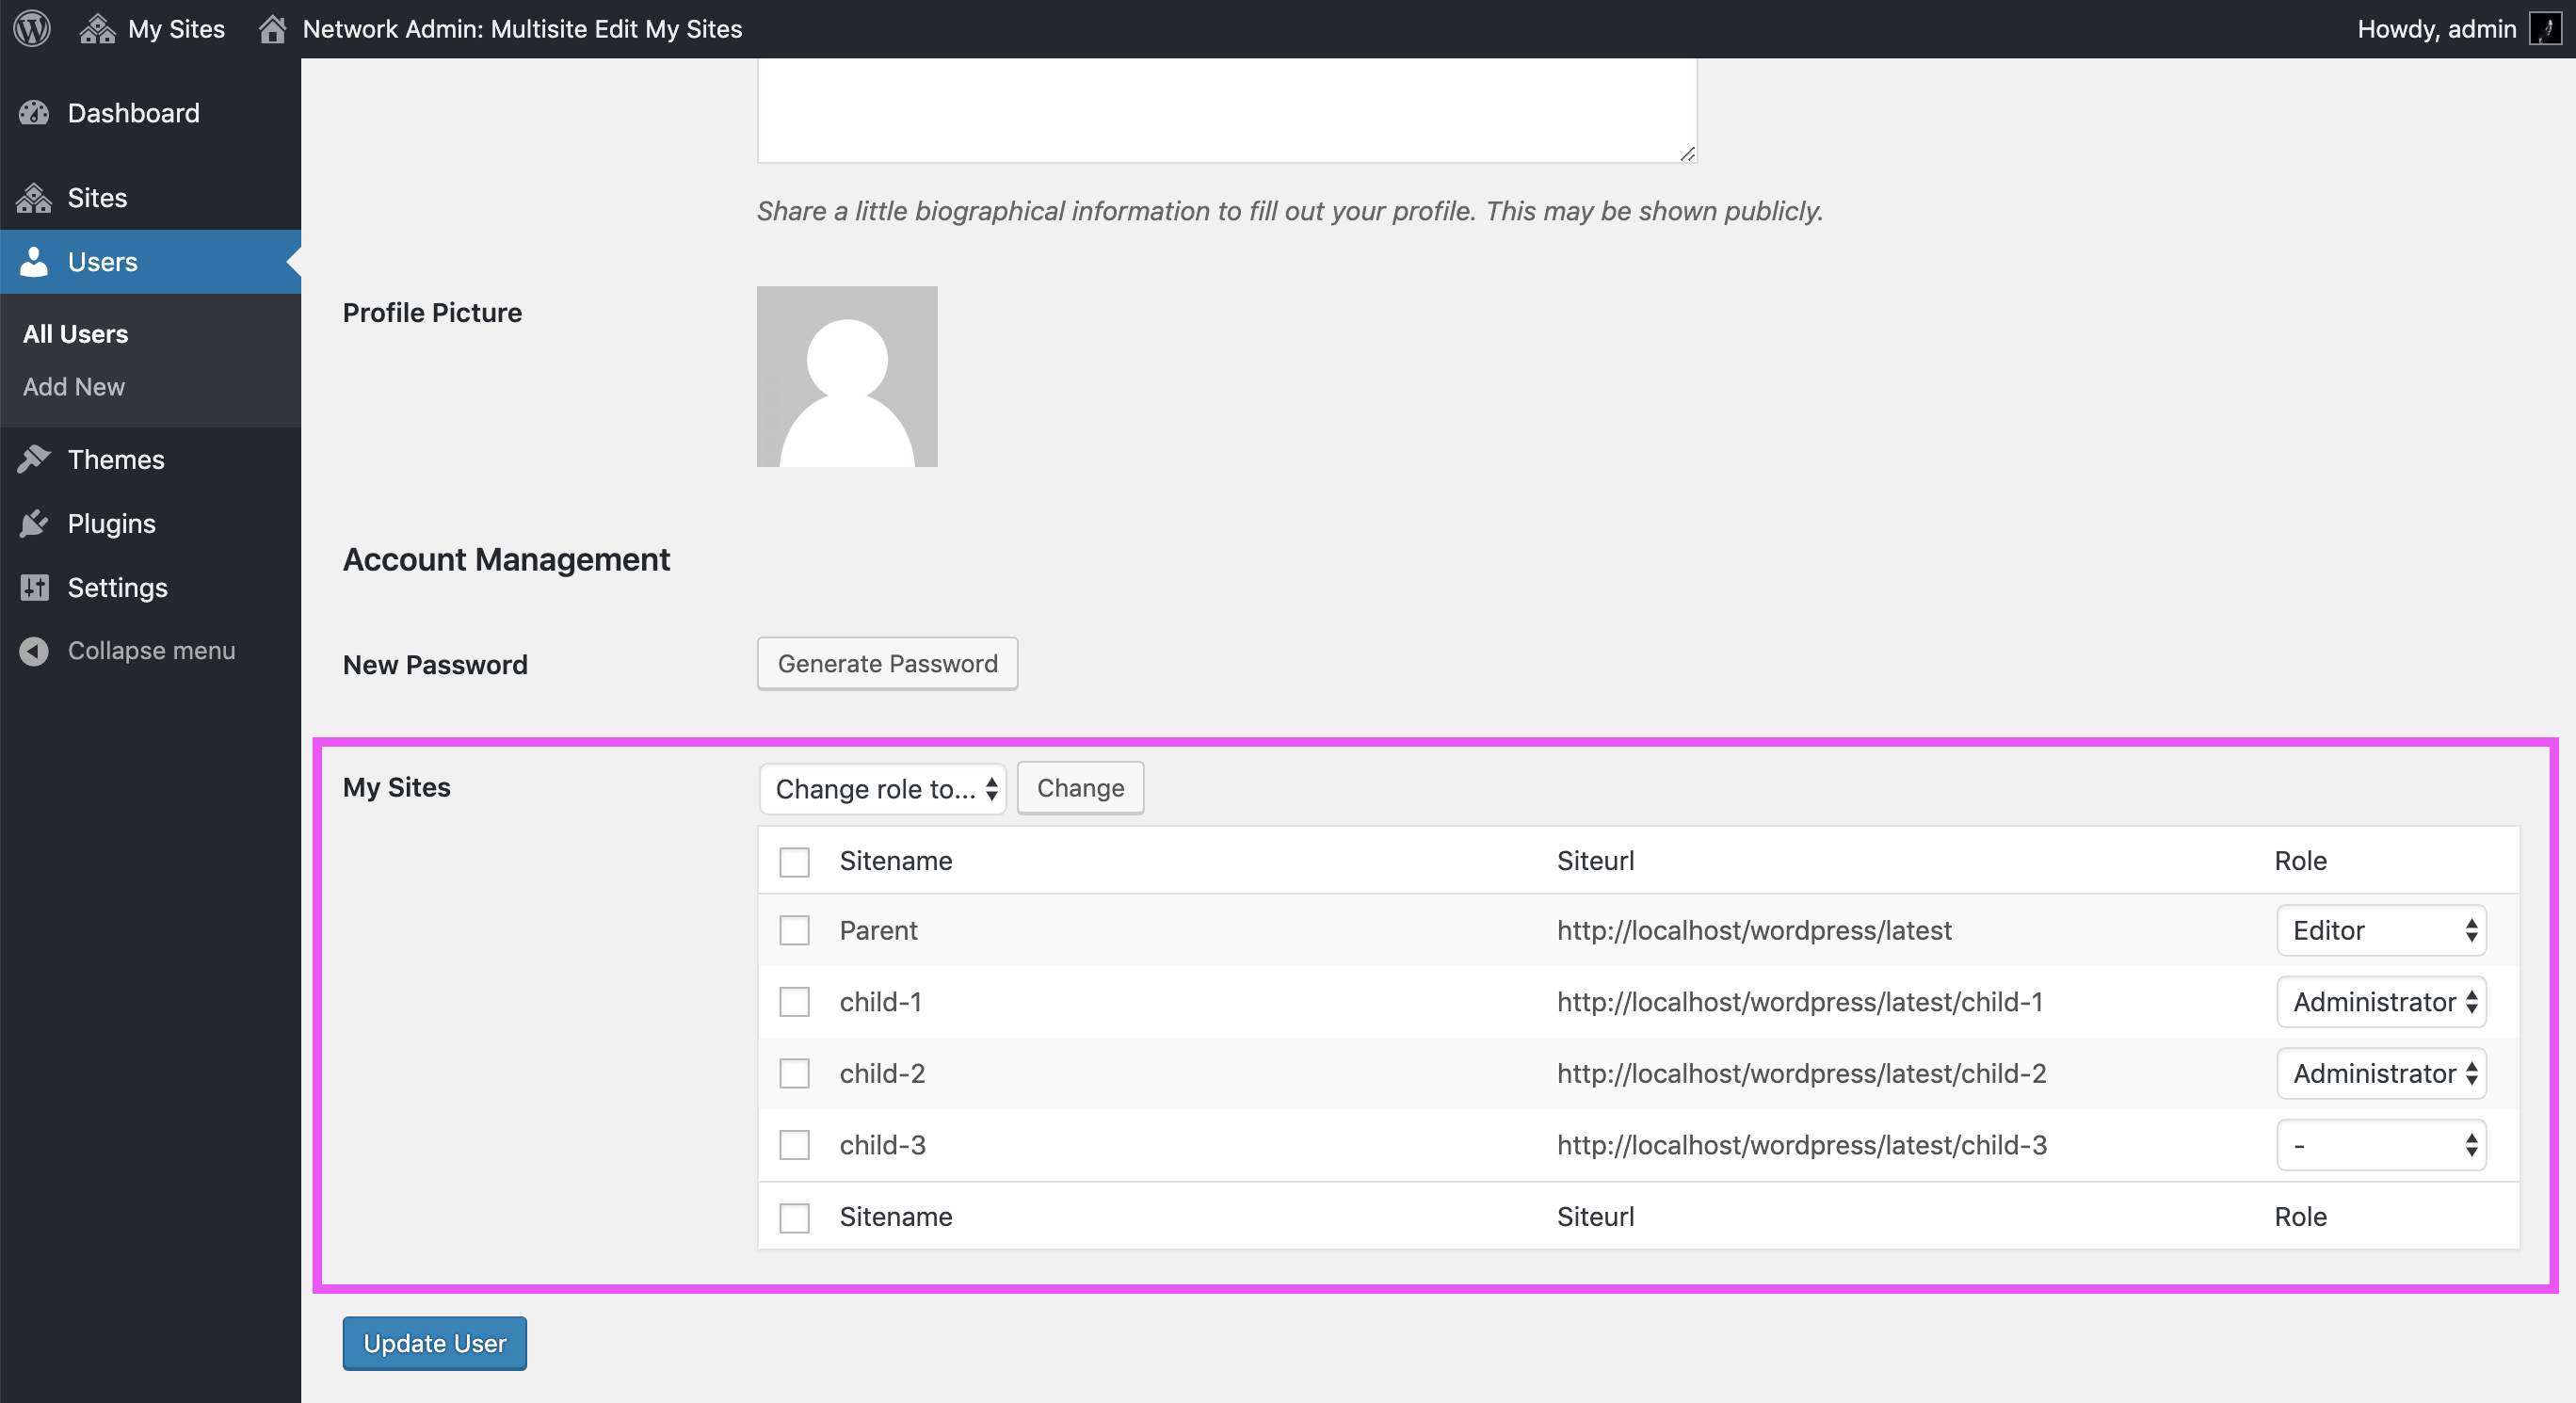 My Sites
Network Admin: Multisite Edit My Sites
Howdy, admin
Dashboard
Sites
Users
All Users
Add New
Themes
Plugins
Settings
Collapse menu
Share a little biographical information to fill out your profile. This may be shown publicly.
Profile Picture
Account Management
New Password
Generate Password
My Sites
Change role to...
Change
Sitename Siteurl Role
Parent http://localhost/wordpress/latest Editor
child-1 http://localhost/wordpress/latest/child-1 Administrator
child-2 http://localhost/wordpress/latest/child-2 Administrator
child-3 http://localhost/wordpress/latest/child-3 -
Sitename Siteurl Role
Update User